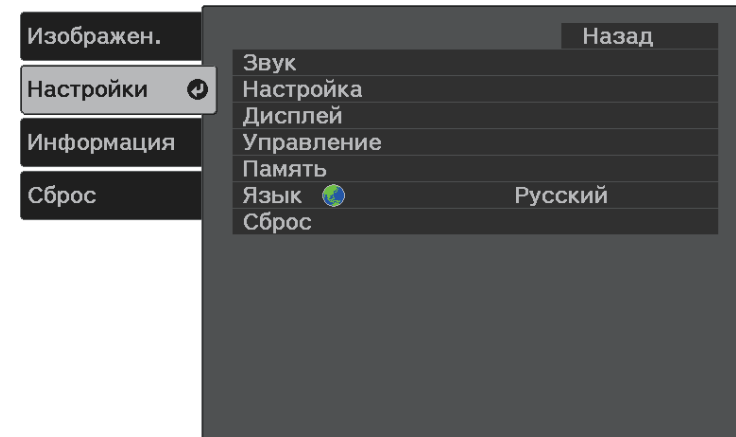 Изображен.
Настройки
Информация
Сброс
Назад
Звук
Настройка
Дисплей
Управление
Память
Язык Русский
Сброс